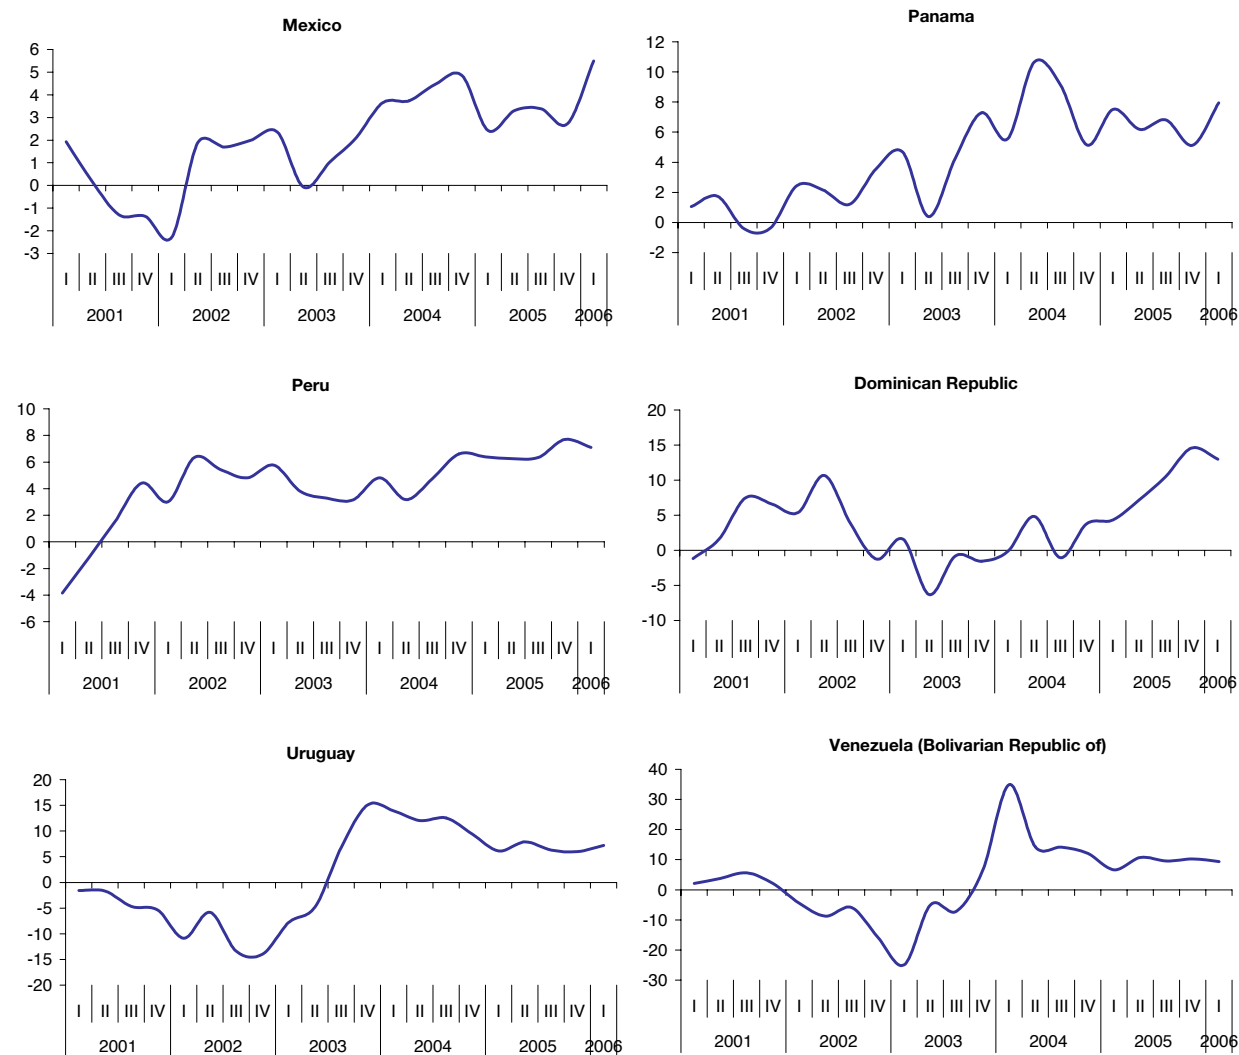 Mexico
6
5
4
3
2
1
0
-1
-2
-3
I II III IV I II III IV I II III IV I II III IV I II III IV I
2001 2002 2003 2004 2005 2006
Panama
12
10
8
6
4
2
0
-2
I II III IV I II III IV I II III IV I II III IV I II III IV I
2001 2002 2003 2004 2005 2006
Peru
10
8
6
4
2
0
-2
-4
-6
I II III IV I II III IV I II III IV I II III IV I II III IV I
2001 2002 2003 2004 2005 2006
Dominican Republic
20
15
10
5
0
-5
-10
I II III IV I II III IV I II III IV I II III IV I II III IV I
2001 2002 2003 2004 2005 2006
Uruguay
20
15
10
5
0
-5
-10
-15
-20
I II III IV I II III IV I II III IV I II III IV I II III IV I
2001 2002 2003 2004 2005 2006
Venezuela (Bolivarian Republic of)
40
30
20
10
0
-10
-20
-30
I II III IV I II III IV I II III IV I II III IV I II III IV I
2001 2002 2003 2004 2005 2006